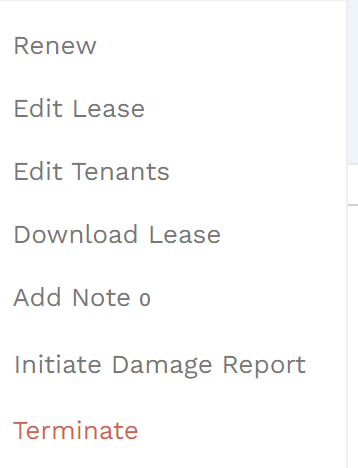 Renew
Edit Lease
Edit Tenants
Download Lease
Add Note 0
Initiate Damage Report
Terminate